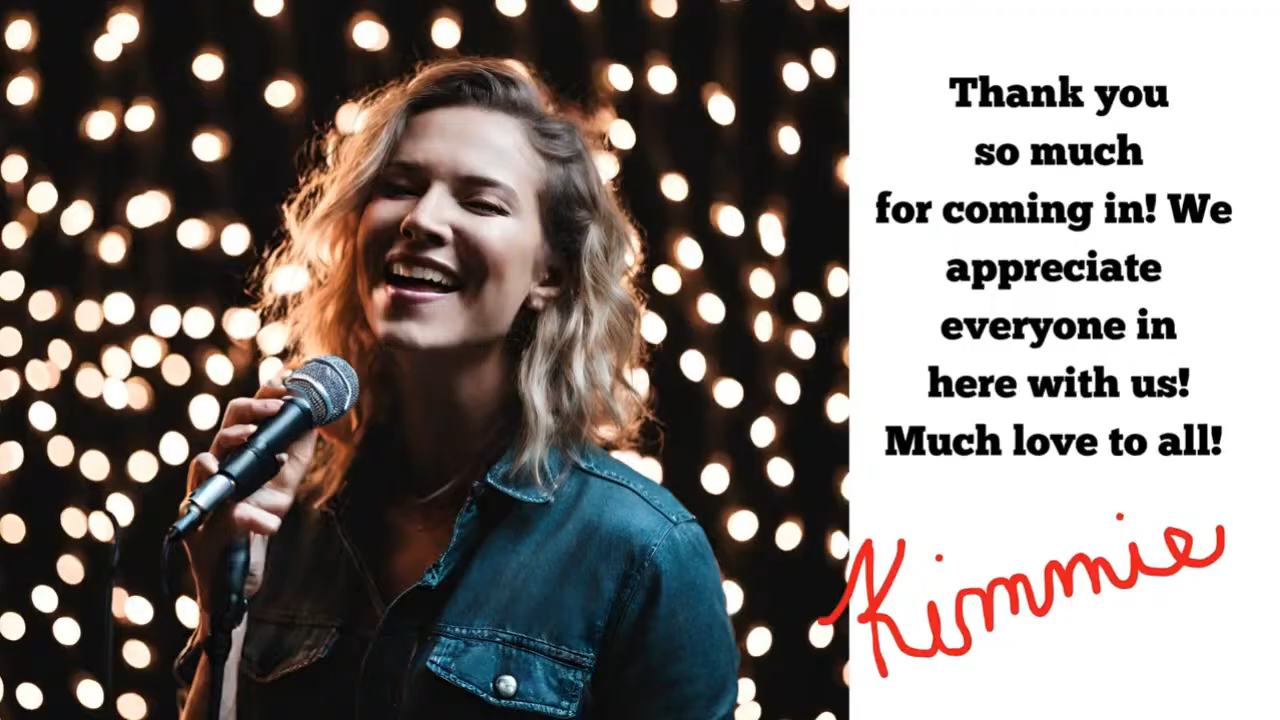 Thank you
so much
for coming in! We
appreciate
everyone in
here with us!
Much love to all!
Kimmie